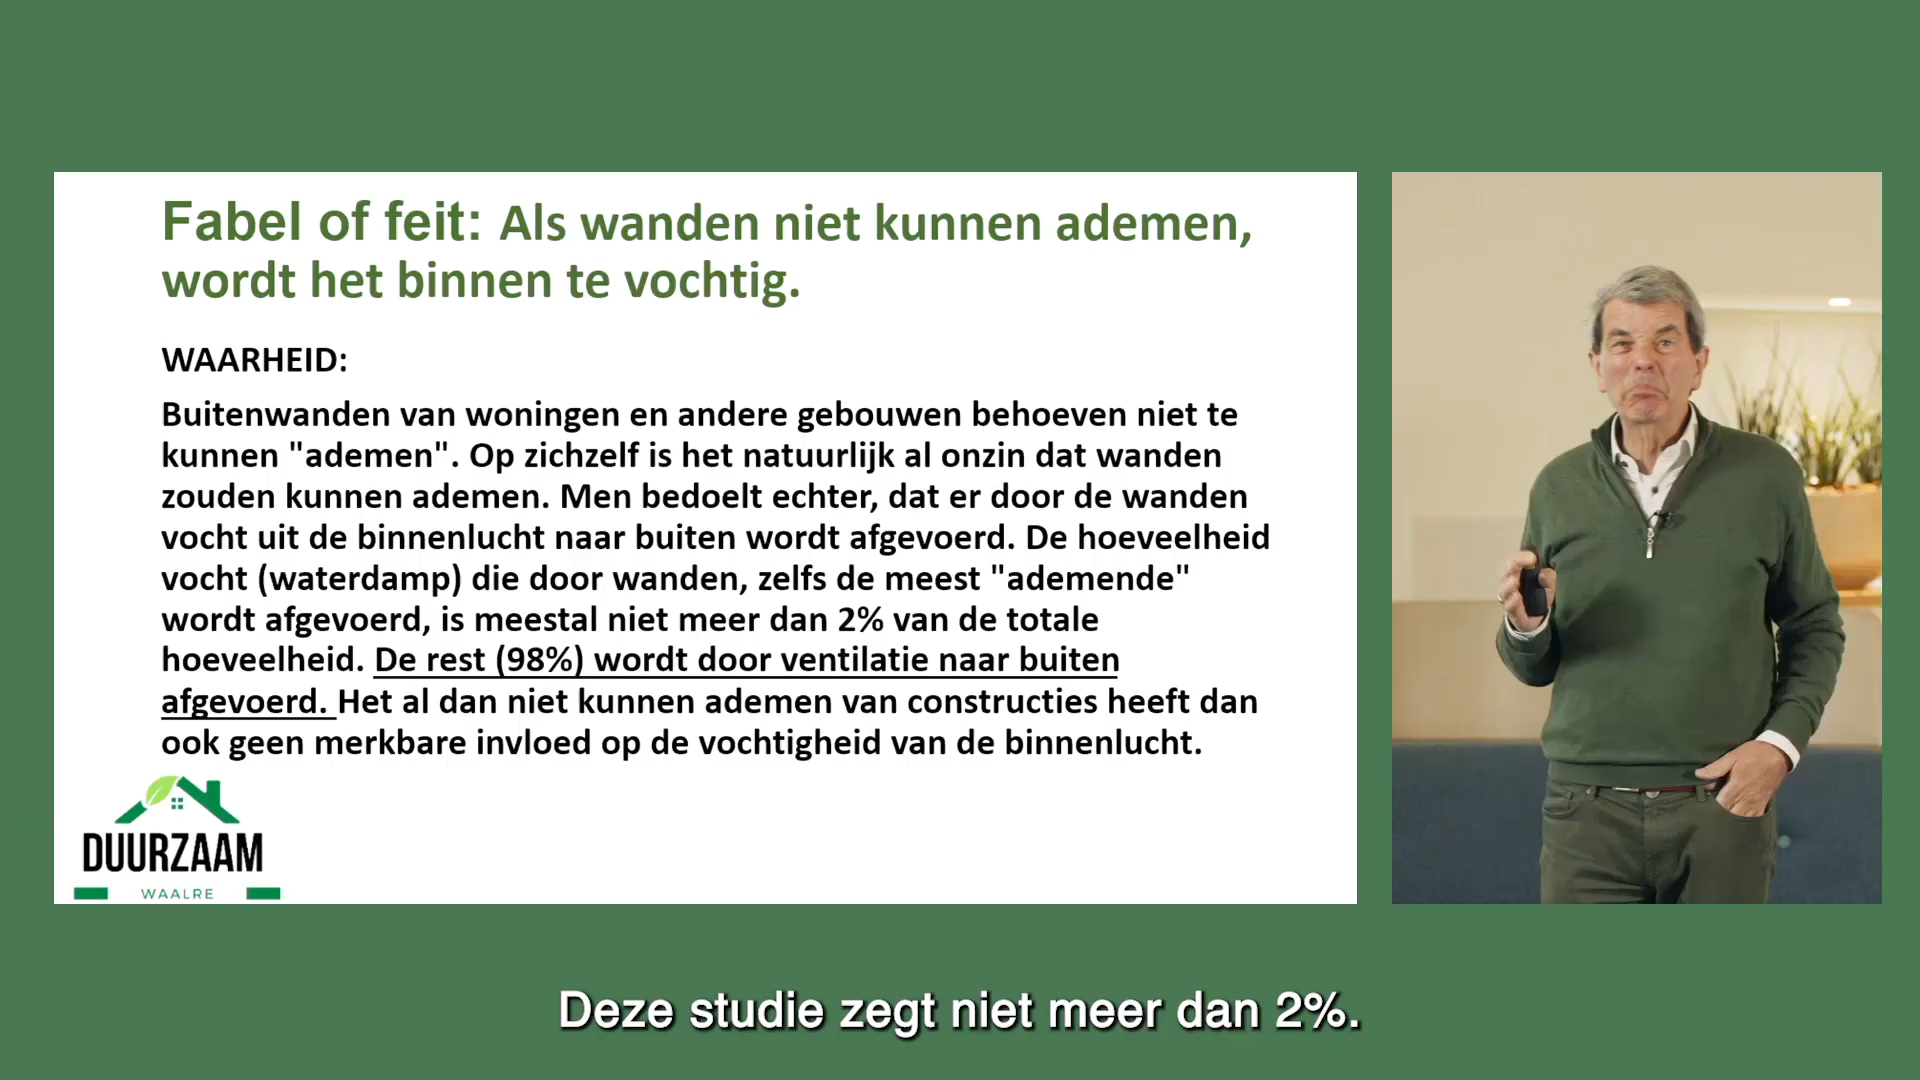 Fabel of feit: Als wanden niet kunnen ademen,
wordt het binnen te vochtig.
WAARHEID:
Buitenwanden van woningen en andere gebouwen behoeven niet te
kunnen "ademen". Op zichzelf is het natuurlijk al onzin dat wanden
zouden kunnen ademen. Men bedoelt echter, dat er door de wanden
vocht uit de binnenlucht naar buiten wordt afgevoerd. De hoeveelheid
vocht (waterdamp) die door wanden, zelfs de meest "ademende"
wordt afgevoerd, is meestal niet meer dan 2% van de totale
hoeveelheid. De rest (98%) wordt door ventilatie naar buiten
afgevoerd. Het al dan niet kunnen ademen van constructies heeft dan
ook geen merkbare invloed op de vochtigheid van de binnenlucht.
DUURZAAM
WAALRE
Deze studie zegt niet meer dan 2%.